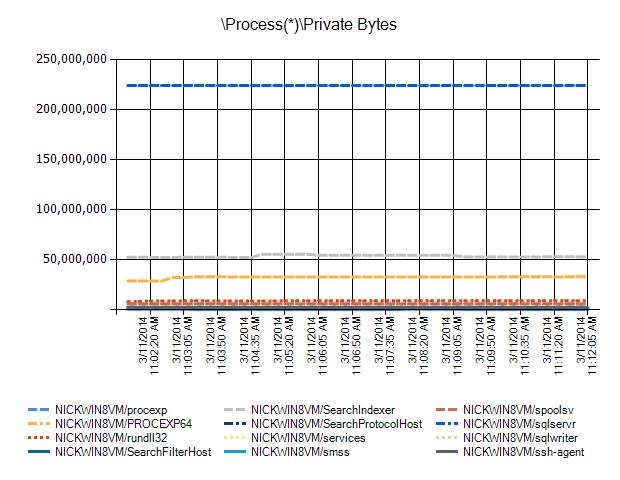 \Process(*)\Private Bytes
250,000,000
200,000,000
150,000,000
100,000,000
50,000,000
3/11/2014 11:02:20 AM
3/11/2014 11:03:05 AM
3/11/2014 11:03:50 AM
3/11/2014 11:04:35 AM
3/11/2014 11:05:20 AM
3/11/2014 11:06:05 AM
3/11/2014 11:06:50 AM
3/11/2014 11:07:35 AM
3/11/2014 11:08:20 AM
3/11/2014 11:09:05 AM
3/11/2014 11:09:50 AM
3/11/2014 11:10:35 AM
3/11/2014 11:11:20 AM
3/11/2014 11:12:05 AM
NICKWIN8VM/procexp NICKWIN8VM/SearchIndexer NICKWIN8VM/spoolsv
NICKWIN8VM/PROCEXP64 NICKWIN8VM/SearchProtocolHost NICKWIN8VM/sqlservr
NICKWIN8VM/rundll32 NICKWIN8VM/services NICKWIN8VM/sqlwriter
NICKWIN8VM/SearchFilterHost NICKWIN8VM/smss NICKWIN8VM/ssh-agent